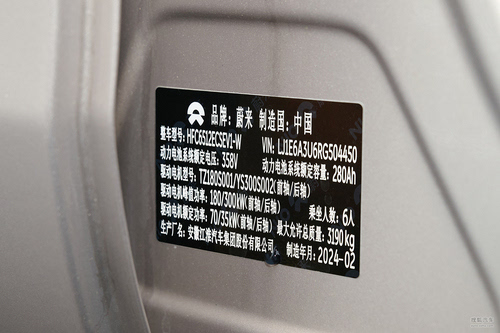 品牌：蔚来 制造国：中国
整车型号：HFC6512ECSEV1-W VIN：LJ1E6A3U6RG504450
动力电池系统额定电压：358V 动力电池系统额定容量：280Ah
驱动电机型号：TZ180S001/YS300S002(前轴/后轴)
驱动电机峰值功率：180/300kW(前轴/后轴) 乘坐人数：6人
驱动电机额定功率：70/35kW(前轴/后轴) 最大允许总质量：3190kg
生产厂名：安徽江淮汽车集团股份有限公司 制造年月：2024-02